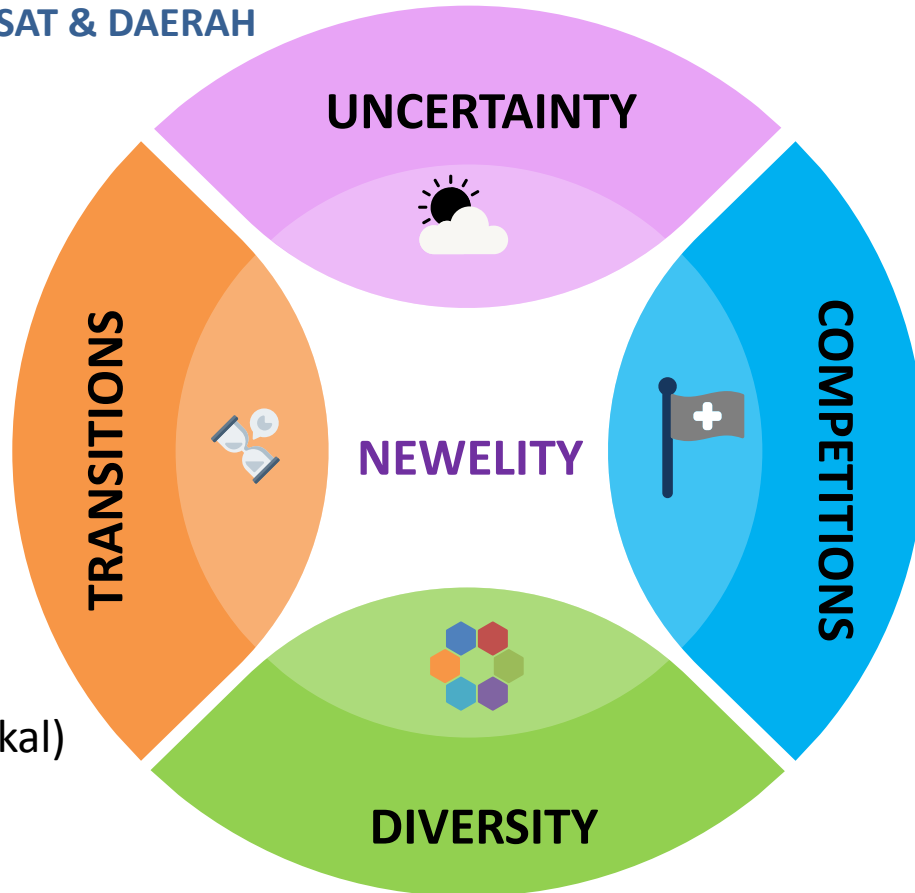 SAT & DAERAH
UNCERTAINTY
TRANSITIONS
COMPETITIONS
NEWELITY
kal)
DIVERSITY